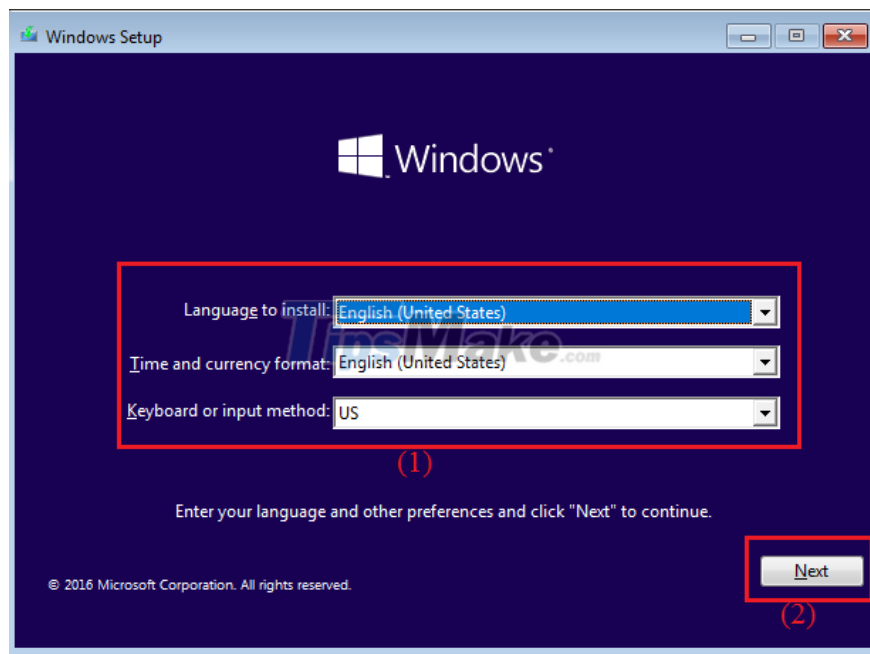 Windows Setup
Windows
Language to install: English (United States)
TipsMake.com
Time and currency format: English (United States)
Keyboard or input method: US
(1)
Enter your language and other preferences and click "Next" to continue.
Next
© 2016 Microsoft Corporation. All rights reserved.
(2)